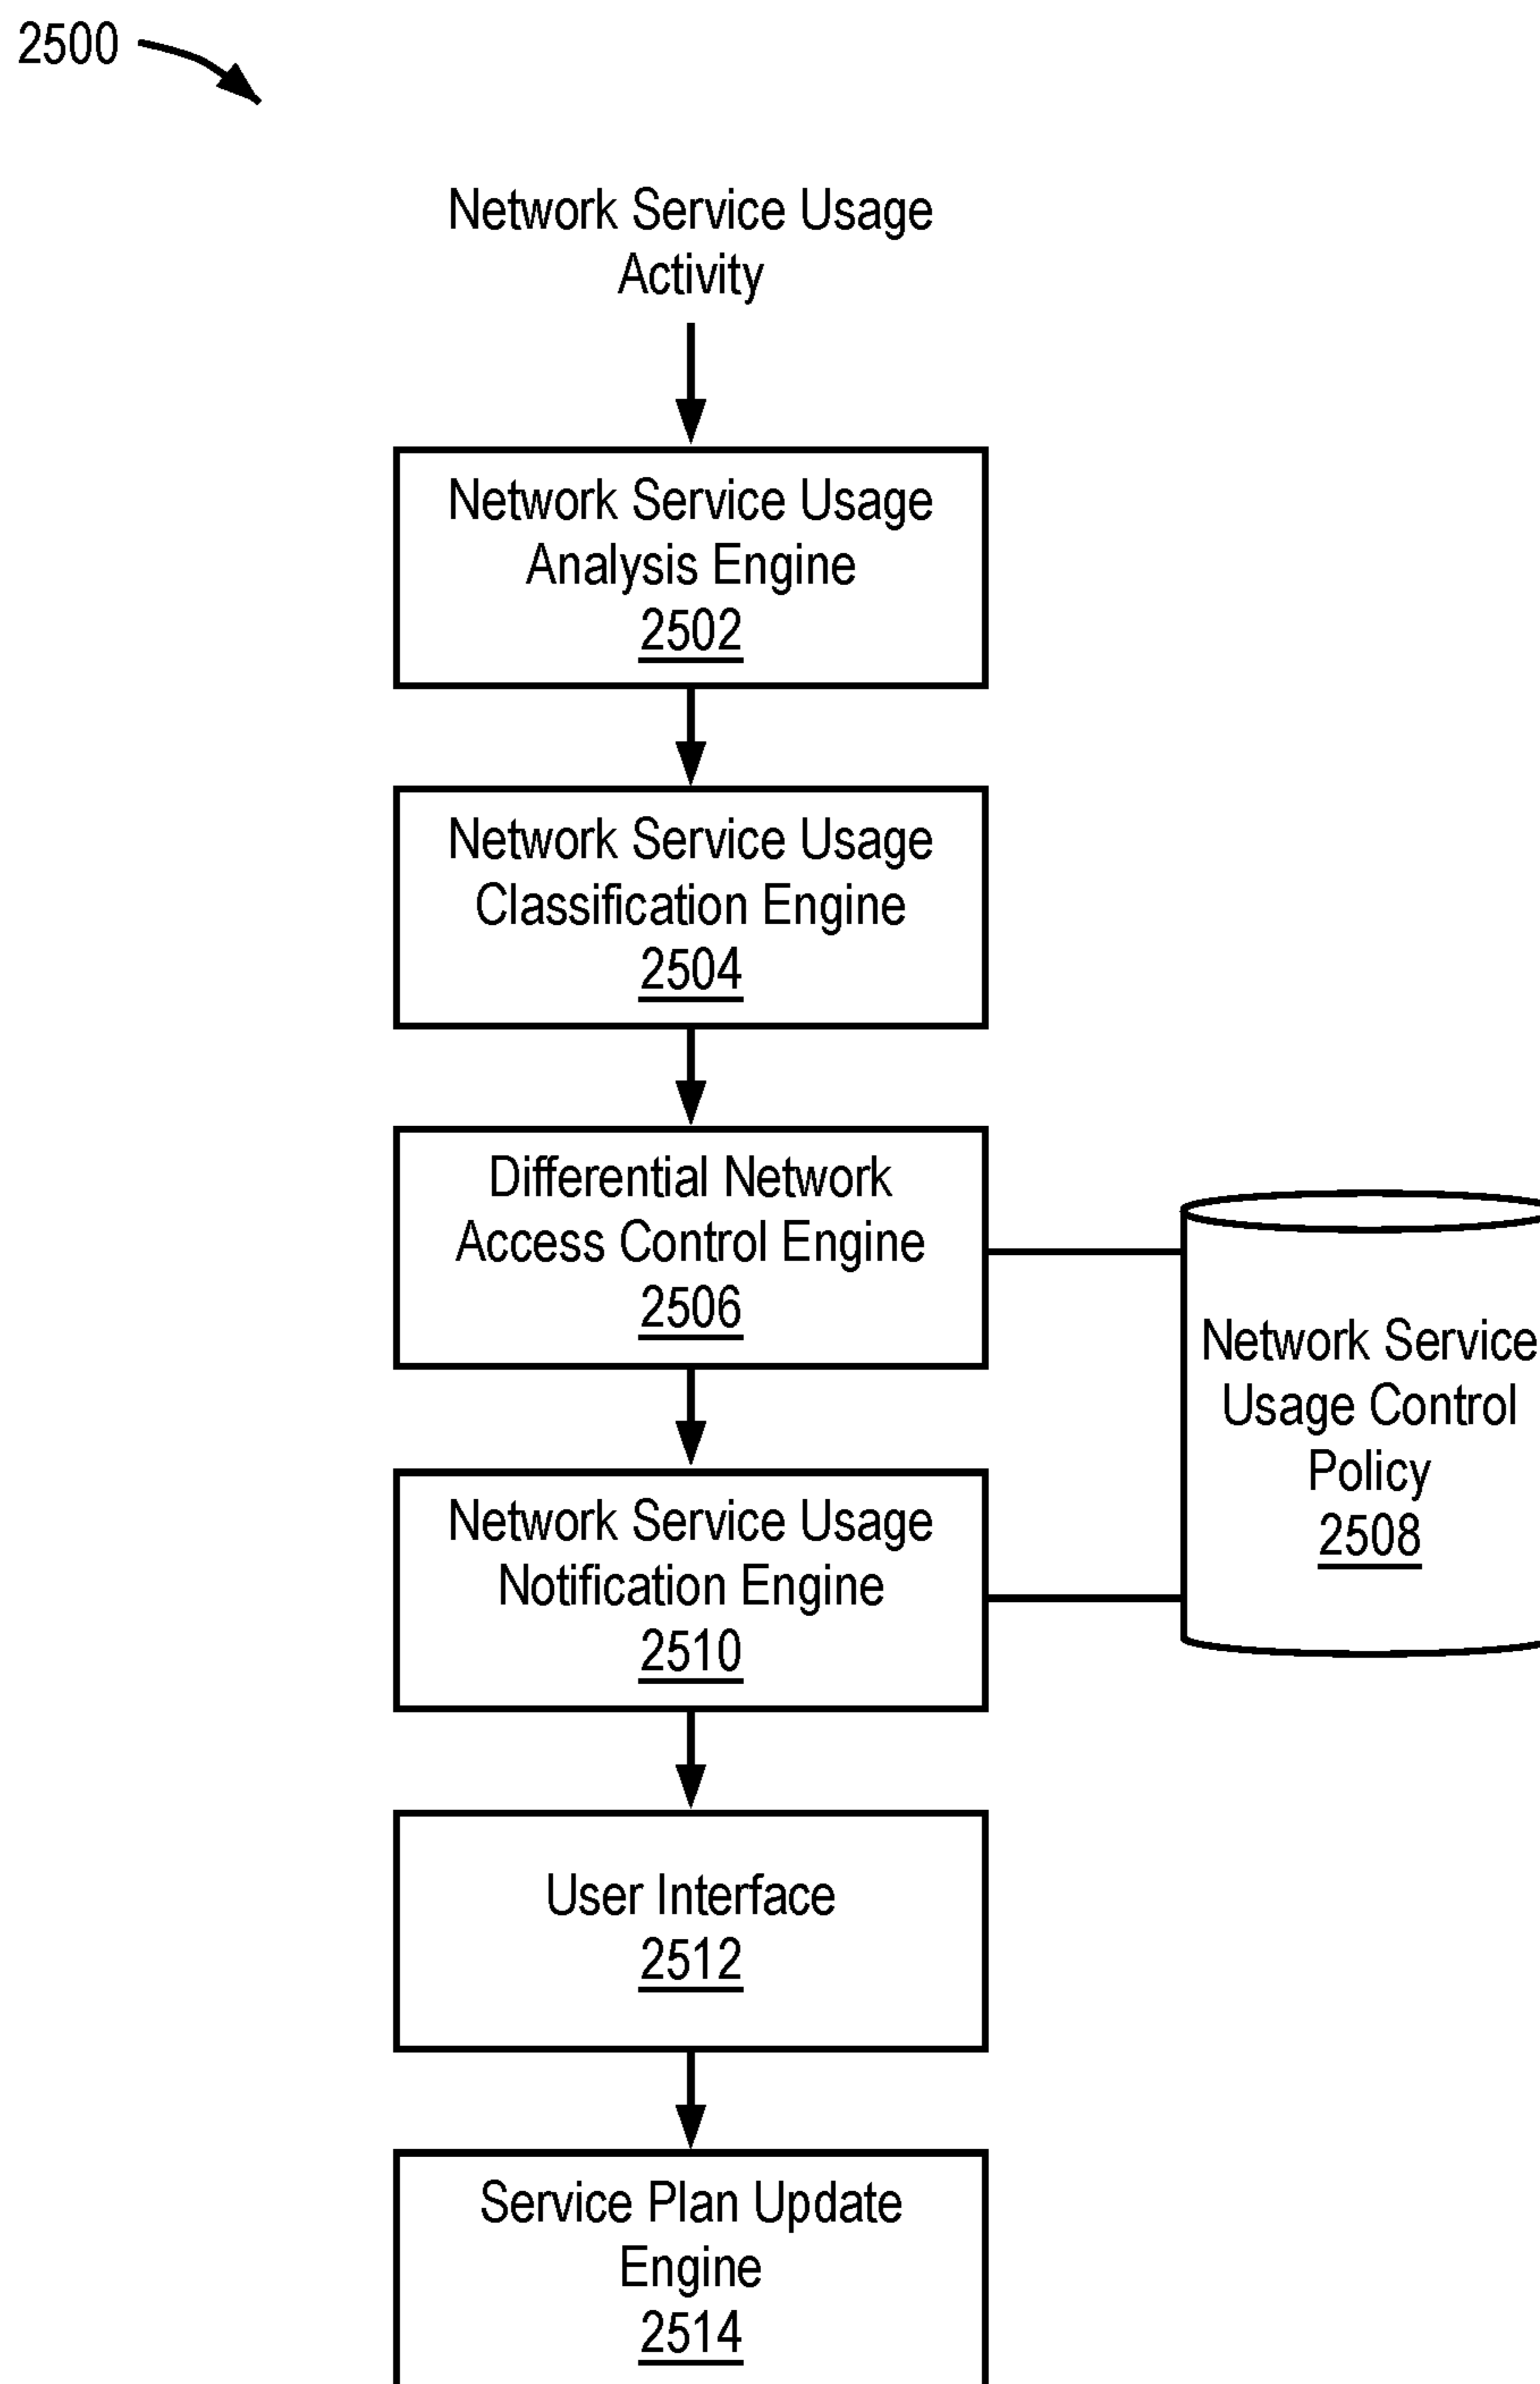 2500
Network Service Usage
Activity
Network Service Usage
Analysis Engine
2502
Network Service Usage
Classification Engine
2504
Differential Network
Access Control Engine
2506
Network Service
Usage Control
Policy
2508
Network Service Usage
Notification Engine
2510
User Interface
2512
Service Plan Update
Engine
2514